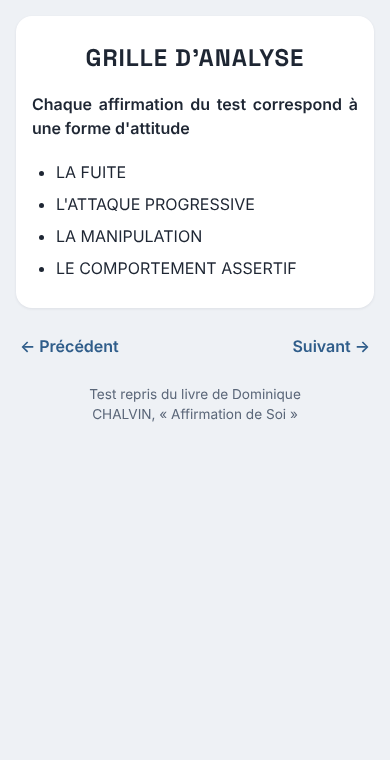 GRILLE D’ANALYSE
Chaque affirmation du test correspond à
une forme d'attitude
• LA FUITE
• L'ATTAQUE PROGRESSIVE
• LA MANIPULATION
• LE COMPORTEMENT ASSERTIF
← Précédent Suivant →
Test repris du livre de Dominique
CHALVIN, « Affirmation de Soi »